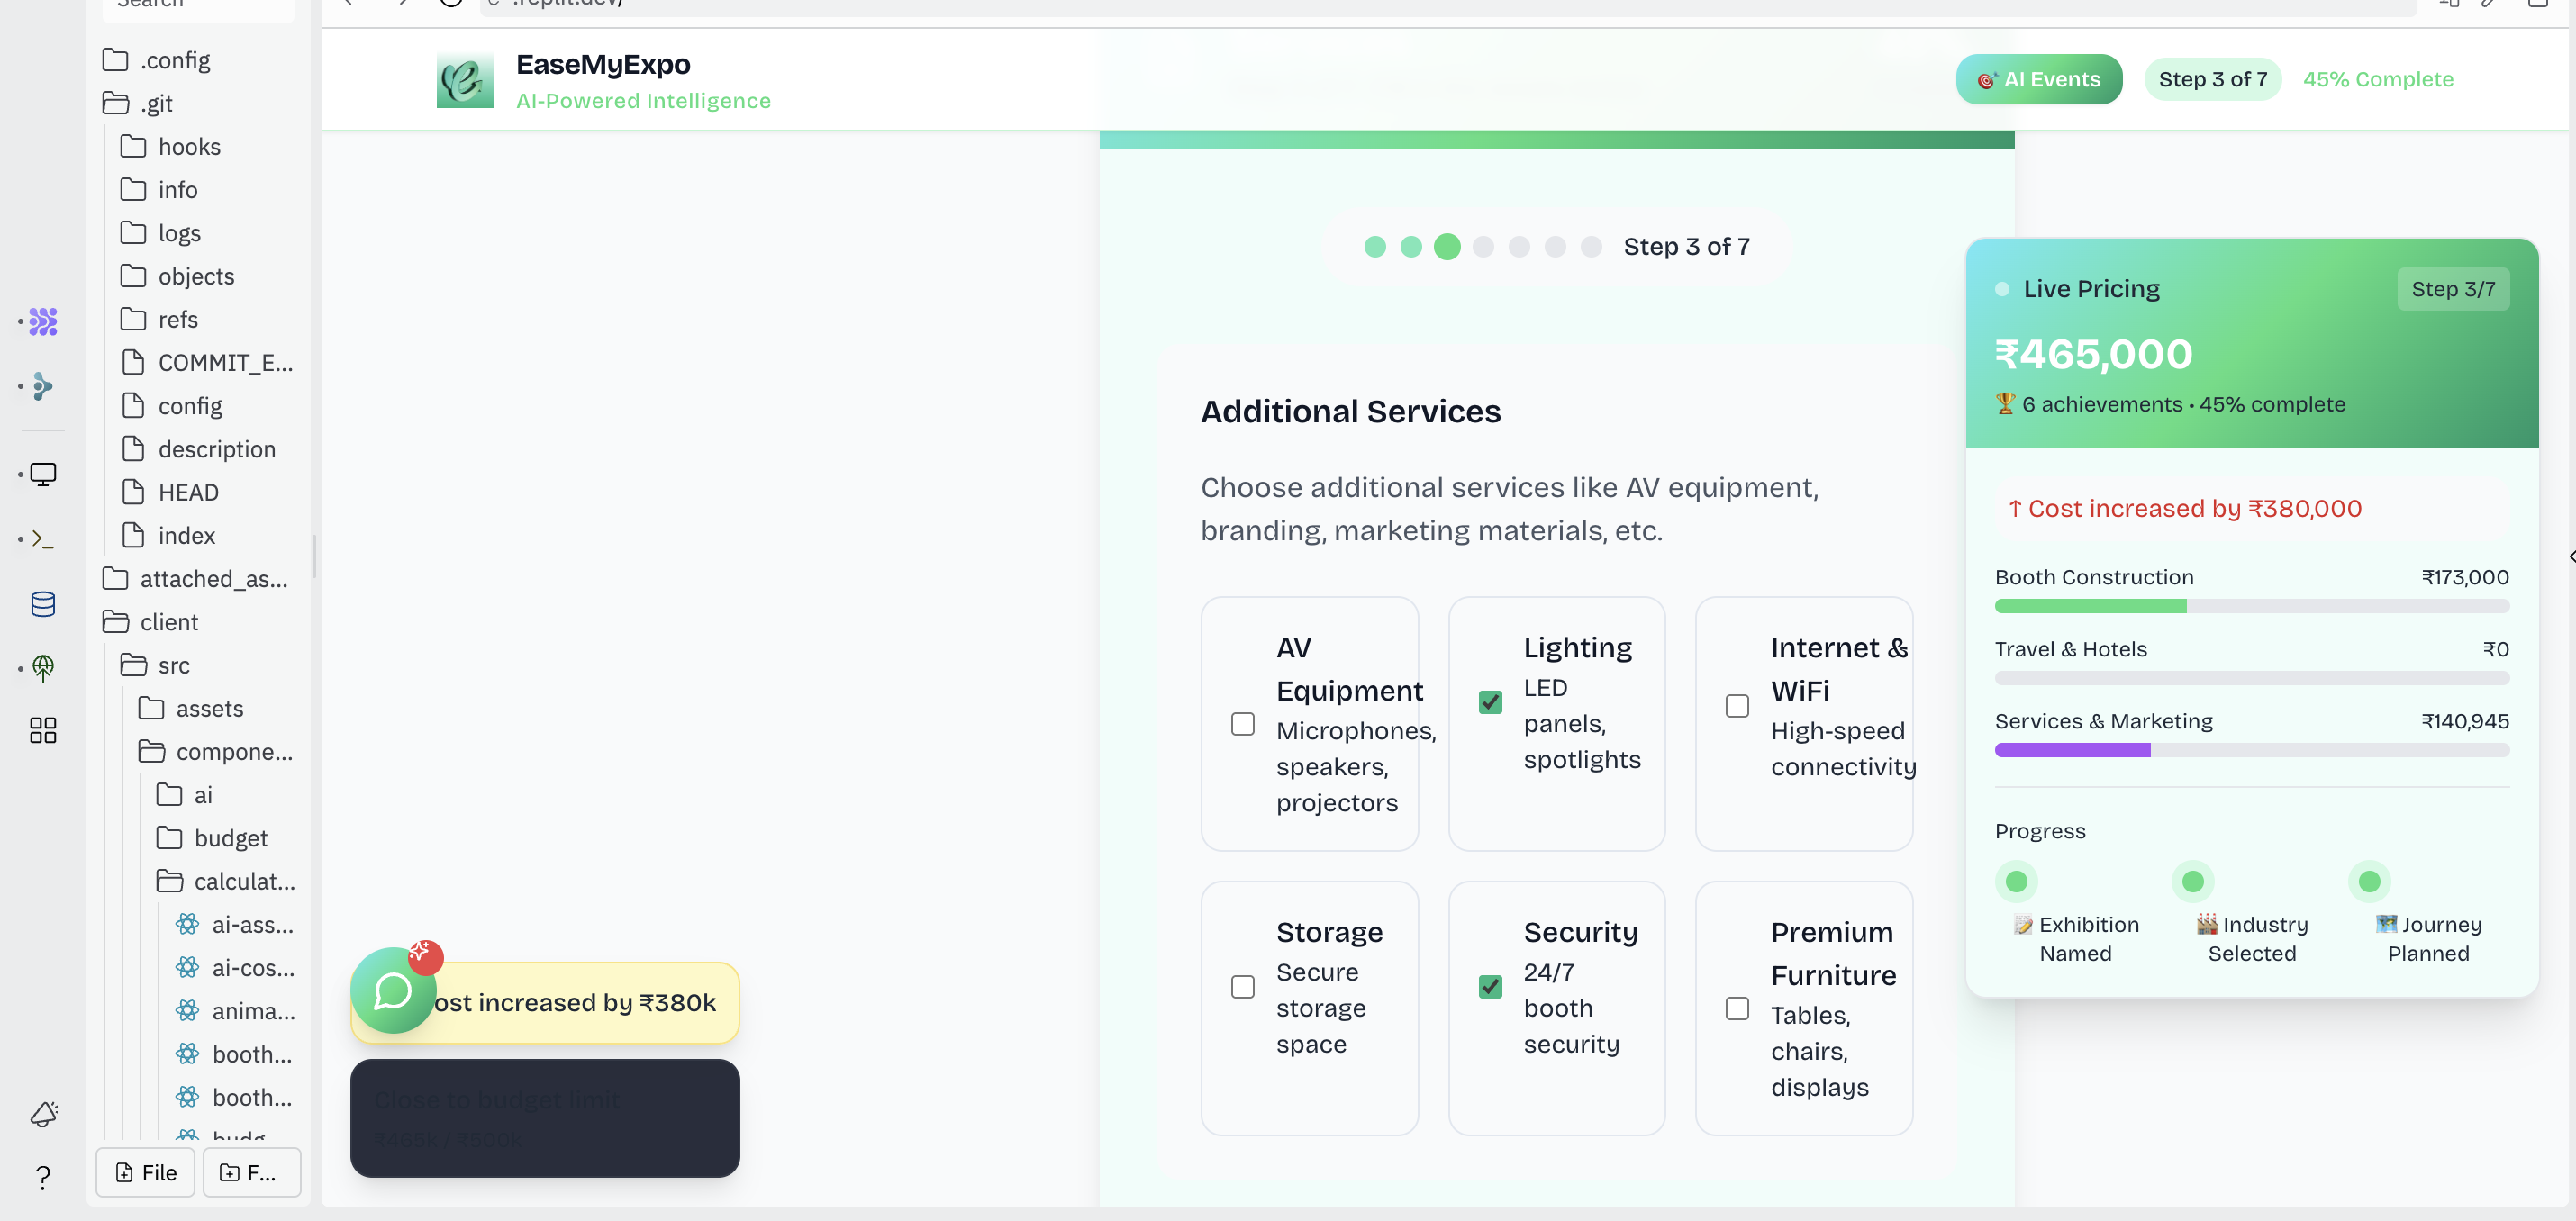 Search
.config
.git
hooks
info
logs
objects
refs
COMMIT_E...
config
description
HEAD
index
attached_as...
client
src
assets
compone...
ai
budget
calculat...
ai-ass...
ai-cos...
anima...
booth...
booth...
budg...
File
F...
.replit.dev/
EaseMyExpo
AI-Powered Intelligence
🎯 AI Events
Step 3 of 7
45% Complete
Step 3 of 7
Additional Services
Choose additional services like AV equipment,
branding, marketing materials, etc.
AV
Equipment
Microphones,
speakers,
projectors
Lighting
LED
panels,
spotlights
Internet &
WiFi
High-speed
connectivity
Storage
Secure
storage
space
Security
24/7
booth
security
Premium
Furniture
Tables,
chairs,
displays
Live Pricing
Step 3/7
₹465,000
🏆 6 achievements • 45% complete
↑ Cost increased by ₹380,000
Booth Construction
₹173,000
Travel & Hotels
₹0
Services & Marketing
₹140,945
Progress
📝 Exhibition
Named
🏭 Industry
Selected
🗺️ Journey
Planned
ost increased by ₹380k
Close to budget limit
₹465k / ₹500k